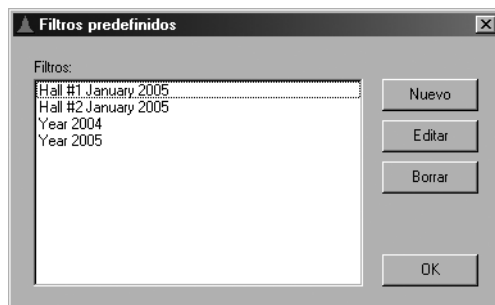 Filtros predefinidos
Filtros:
Hall #1 January 2005
Hall #2 January 2005
Year 2004
Year 2005
Nuevo
Editar
Borrar
OK